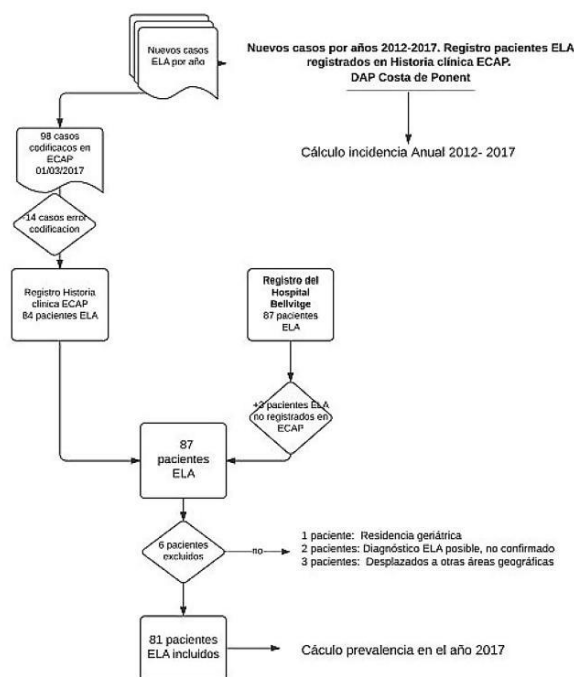 Nuevos casos
ELA por año
Nuevos casos por años 2012-2017. Registro pacientes ELA
registrados en Historia clínica ECAP.
DAP Costa de Ponent
Cálculo incidencia Anual 2012- 2017
98 casos
codificacos en
ECAP
01/03/2017
-14 casos error
codificacion
Registro Historia
clínica ECAP
84 pacientes ELA
Registro del
Hospital
Bellvitge
87 pacientes
ELA
+3 pacientes ELA
no registrados en
ECAP
87
pacientes
ELA
6 pacientes
excluidos
no
1 paciente: Residencia geriátrica
2 pacientes: Diagnóstico ELA posible, no confirmado
3 pacientes: Desplazados a otras áreas geográficas
81 pacientes
ELA incluidos
Cáculo prevalencia en el año 2017